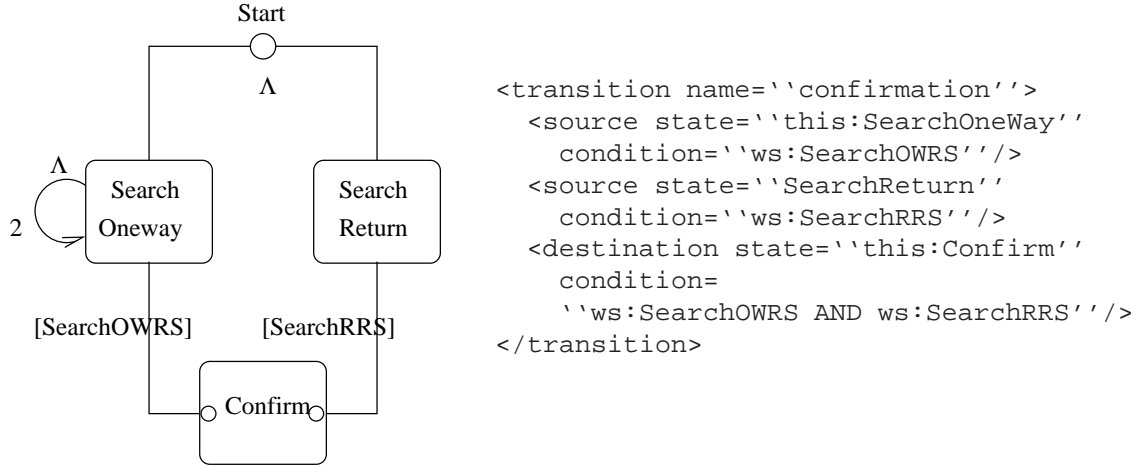 Start
Λ
Λ
2
Search
Oneway
Search
Return
[SearchOWRS]
[SearchRRS]
Confirm
<transition name=‘‘confirmation’’>
<source state=‘‘this:SearchOneWay’’
condition=‘‘ws:SearchOWRS’’/>
<source state=‘‘SearchReturn’’
condition=‘‘ws:SearchRRS’’/>
<destination state=‘‘this:Confirm’’
condition=
‘‘ws:SearchOWRS AND ws:SearchRRS’’/>
</transition>